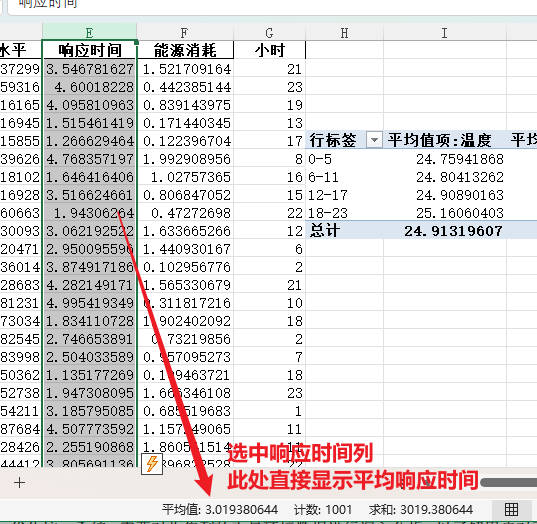 响应时间
E F G H I
水平 响应时间 能源消耗 小时
37299 3.546781627 1.521709164 21
59316 4.60018228 0.442385144 23
16165 4.095810963 0.839143975 19
16945 1.515461419 0.171440345 13
15855 1.266629464 0.122396704 17 行标签 平均值项:温度 平均
39626 4.768357197 1.992908956 8 0-5 24.75941868
18102 1.646416406 1.02757365 16 6-11 24.80413262
16928 3.516624661 0.806847052 15 12-17 24.90890163
60663 1.94306264 0.47272698 22 18-23 25.16060403
30093 3.062192522 1.633665266 12 总计 24.91319607
20471 2.950095596 1.440930167 6
36014 3.874917186 0.102956776 2
28683 4.282149171 1.565330679 21
81231 4.995419349 0.311817216 10
73034 1.834110728 1.902402092 18
82545 2.746653891 0.73219856 2
83998 2.504033589 0.957095273 7
50362 1.135177269 18
52738 1.947308095 1.666346108 23
54211 3.185795085 0.685519683 1
87684 4.507773592 11
28426 2.255190868
44412 3.805691136 22
选中响应时间列
此处直接显示平均响应时间
平均值: 3.019380644 计数: 1001 求和: 3019.380644